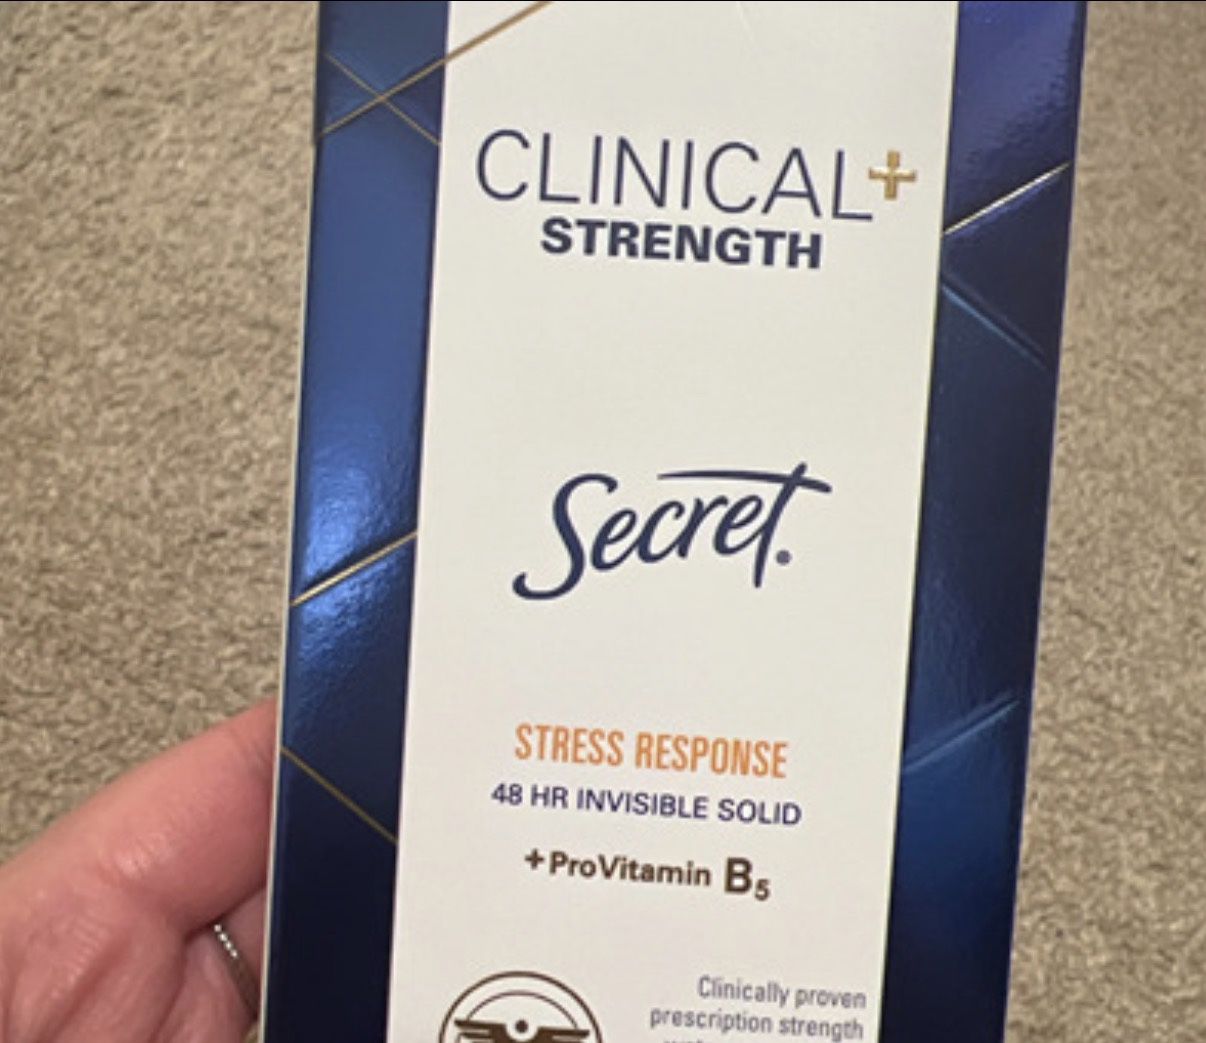 CLINICAL+
STRENGTH
Secret.
STRESS RESPONSE
48 HR INVISIBLE SOLID
+ProVitamin B5
Clinically proven
prescription strength